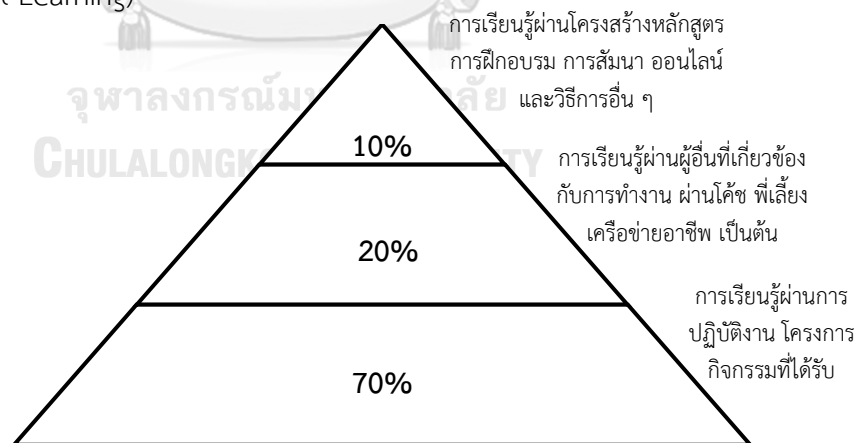 Learning)
การเรียนรู้ผ่านโครงสร้างหลักสูตร
การฝึกอบรม การสัมนา ออนไลน์
และวิธีการอื่น ๆ
10%
การเรียนรู้ผ่านผู้อื่นที่เกี่ยวข้อง
กับการทำงาน ผ่านโค้ช พี่เลี้ยง
เครือข่ายอาชีพ เป็นต้น
20%
การเรียนรู้ผ่านการ
ปฏิบัติงาน โครงการ
กิจกรรมที่ได้รับ
70%